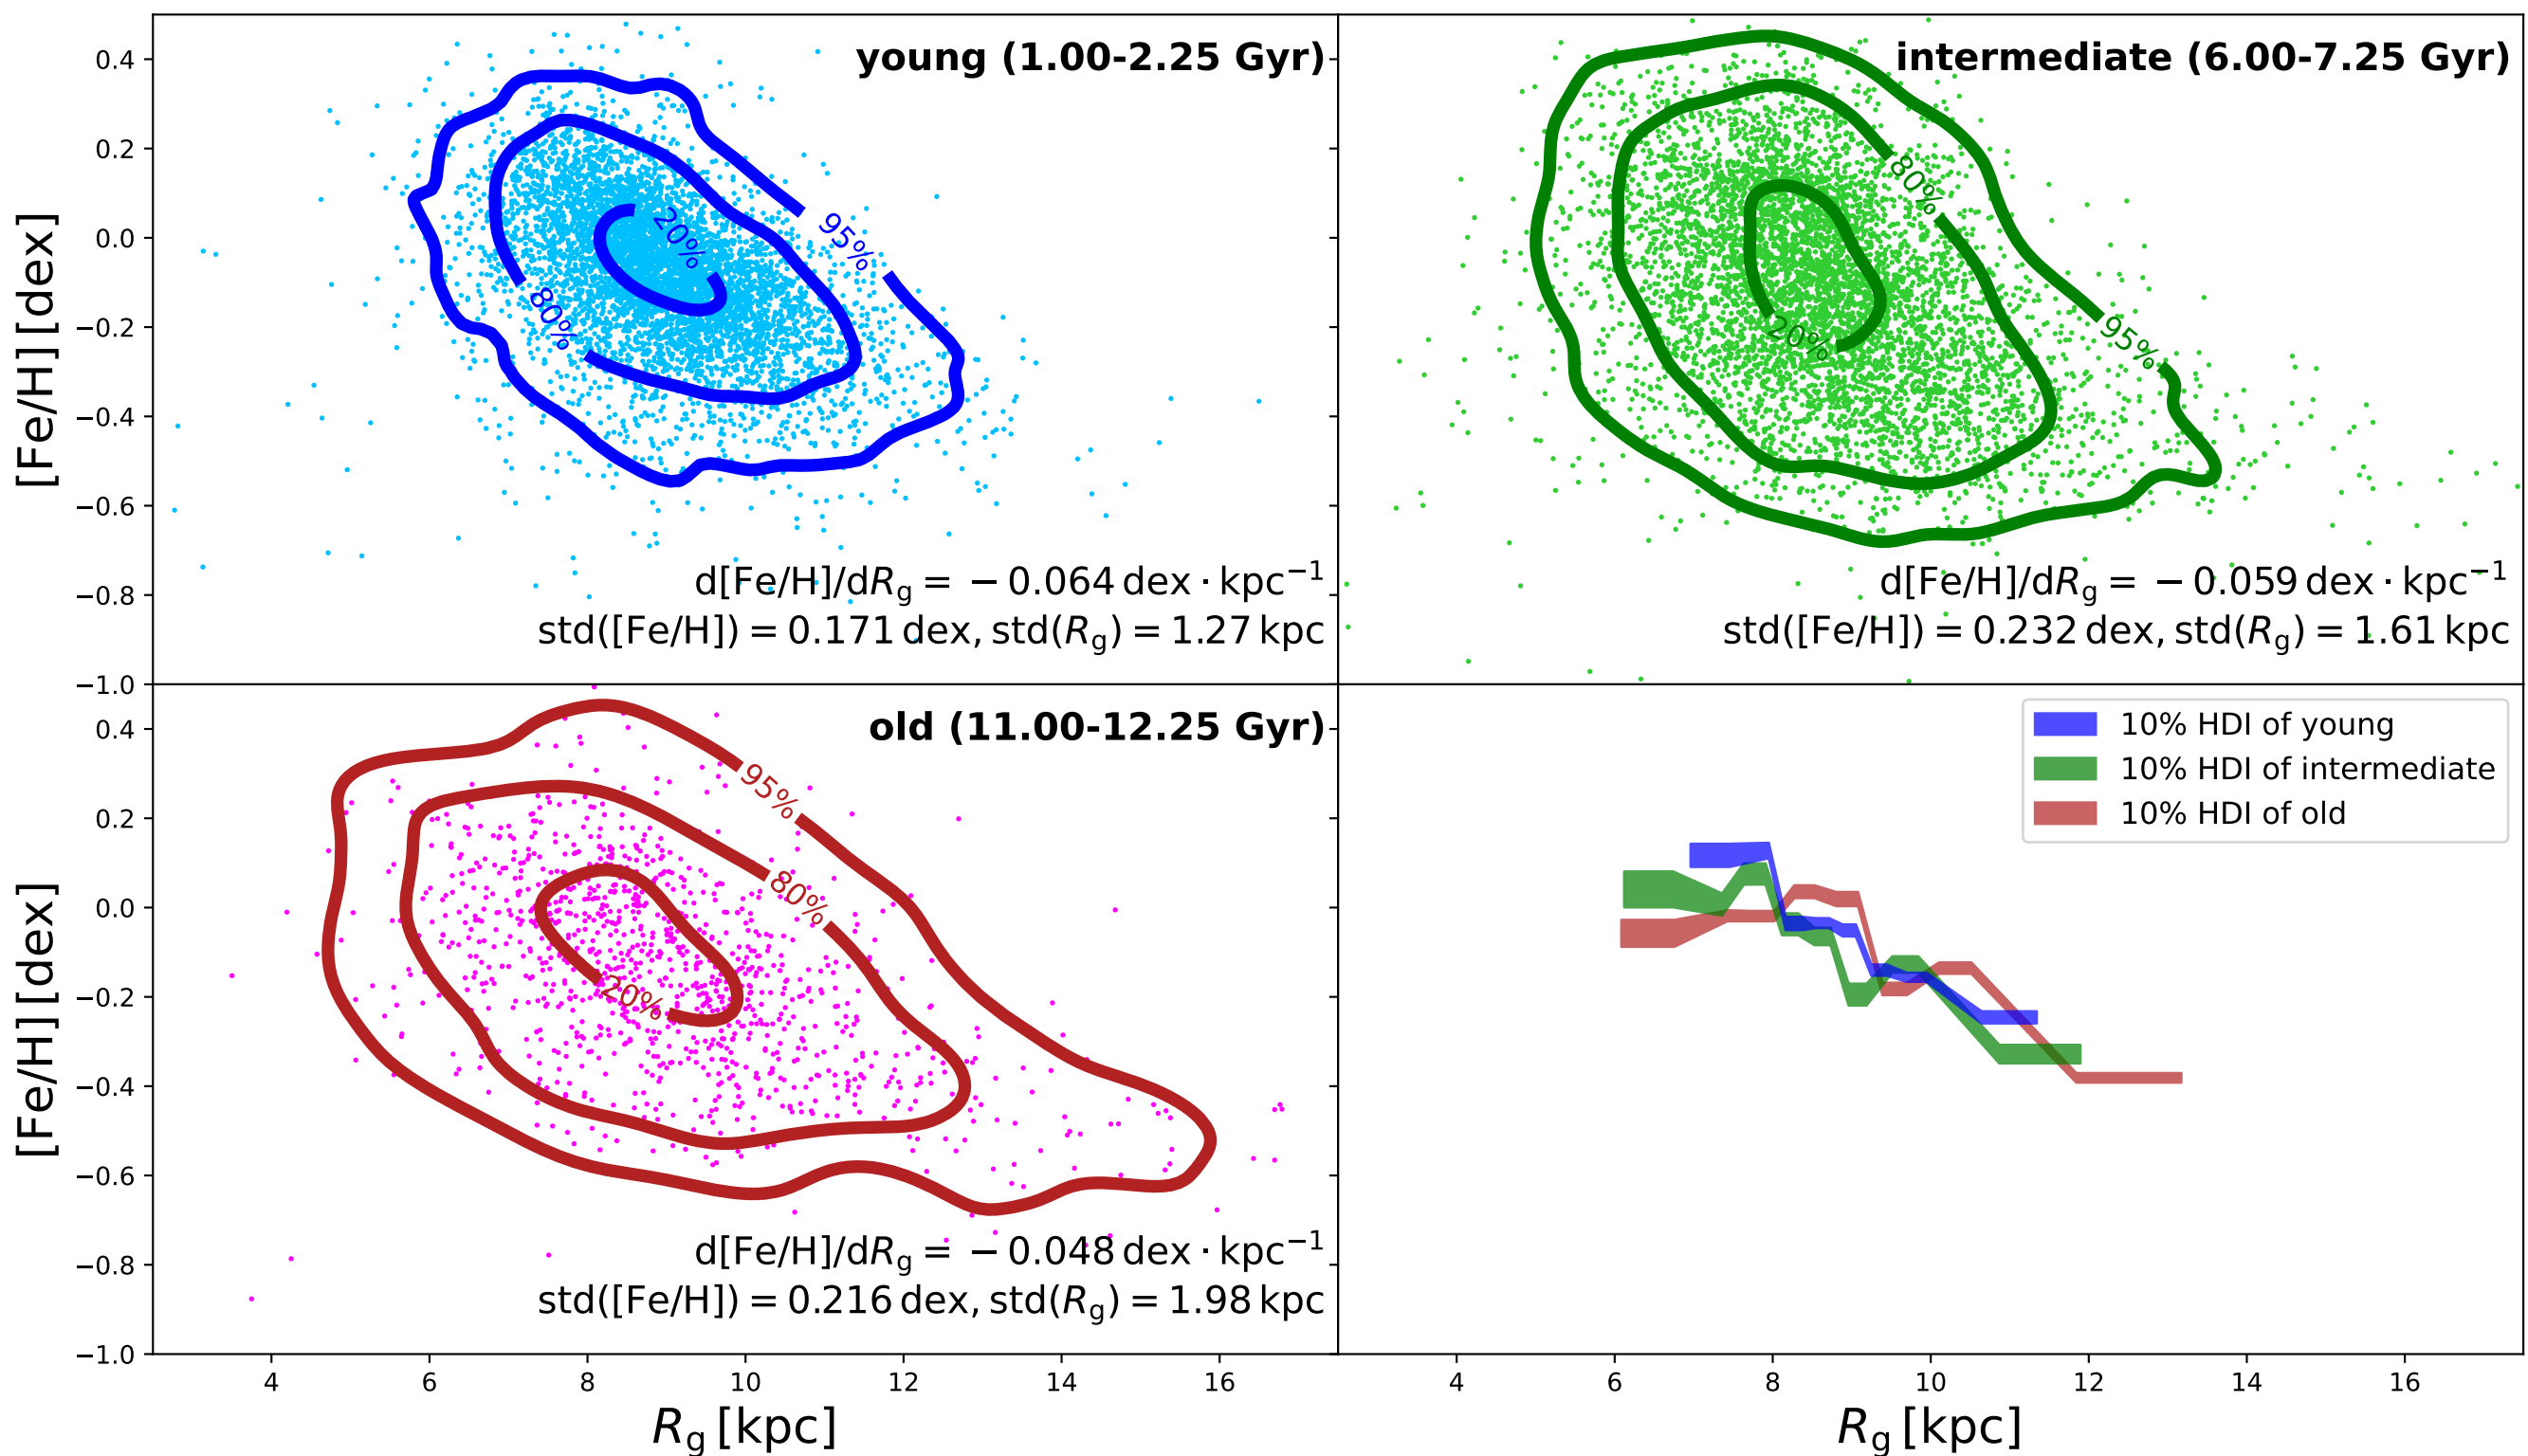 young (1.00-2.25 Gyr)
intermediate (6.00-7.25 Gyr)
0.4
0.2
0.0
−0.2
−0.4
−0.6
−0.8
−1.0
[Fe/H] [dex]
20%
80%
95%
80%
20%
95%
d[Fe/H]/dRg = −0.064 dex · kpc⁻¹
std([Fe/H]) = 0.171 dex, std(Rg) = 1.27 kpc
d[Fe/H]/dRg = −0.059 dex · kpc⁻¹
std([Fe/H]) = 0.232 dex, std(Rg) = 1.61 kpc
old (11.00-12.25 Gyr)
10% HDI of young
10% HDI of intermediate
10% HDI of old
0.4
0.2
0.0
−0.2
−0.4
−0.6
−0.8
−1.0
[Fe/H] [dex]
95%
80%
20%
d[Fe/H]/dRg = −0.048 dex · kpc⁻¹
std([Fe/H]) = 0.216 dex, std(Rg) = 1.98 kpc
4 6 8 10 12 14 16
4 6 8 10 12 14 16
Rg [kpc]
Rg [kpc]